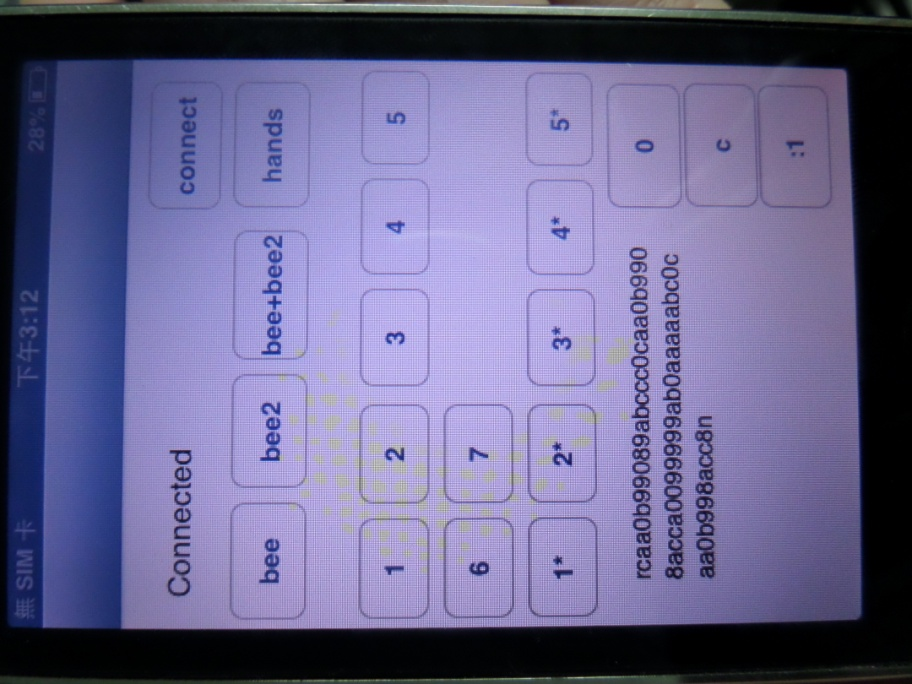 無 SIM 卡 下午3:12 28%
Connected connect
bee bee2 bee+bee2 hands
1 2 3 4 5
6 7
1* 2* 3* 4* 5*
0
c
:1
rcaa0b99089abccc0caa0b990
8acca0099999ab0aaaaabc0c
aa0b998acc8n